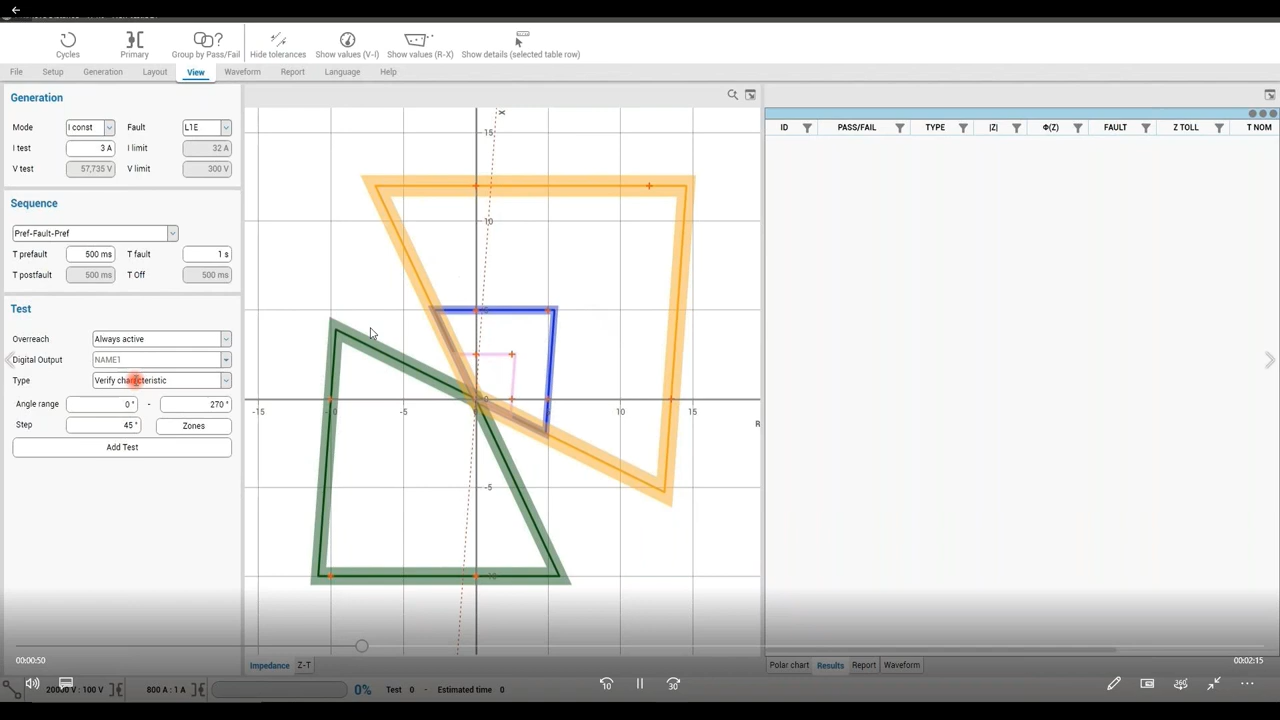 Cycles Primary Group by Pass/Fail Hide tolerances Show values (V-I) Show values (R-X) Show details (selected table row)
File Setup Generation Layout View Waveform Report Language Help
Generation
Mode I const Fault L1E
I test 3 A I limit 32 A
V test 57,735 V V limit 300 V
Sequence
Pref-Fault-Pref
T prefault 500 ms T fault 1 s
T postfault 500 ms T Off 500 ms
Test
Overreach Always active
Digital Output NAME1
Type Verify characteristic
Angle range 0 ° - 270 °
Step 45 ° Zones
Add Test
X
15
10
-15 -5 10 15
R
-5
Impedance Z-T
ID PASS/FAIL TYPE |Z| Φ(Z) FAULT Z TOLL T NOM
Polar chart Results Report Waveform
00:00:50 00:02:15
20000 V : 100 V 800 A : 1 A 0% Test 0 - Estimated time 0
10 30